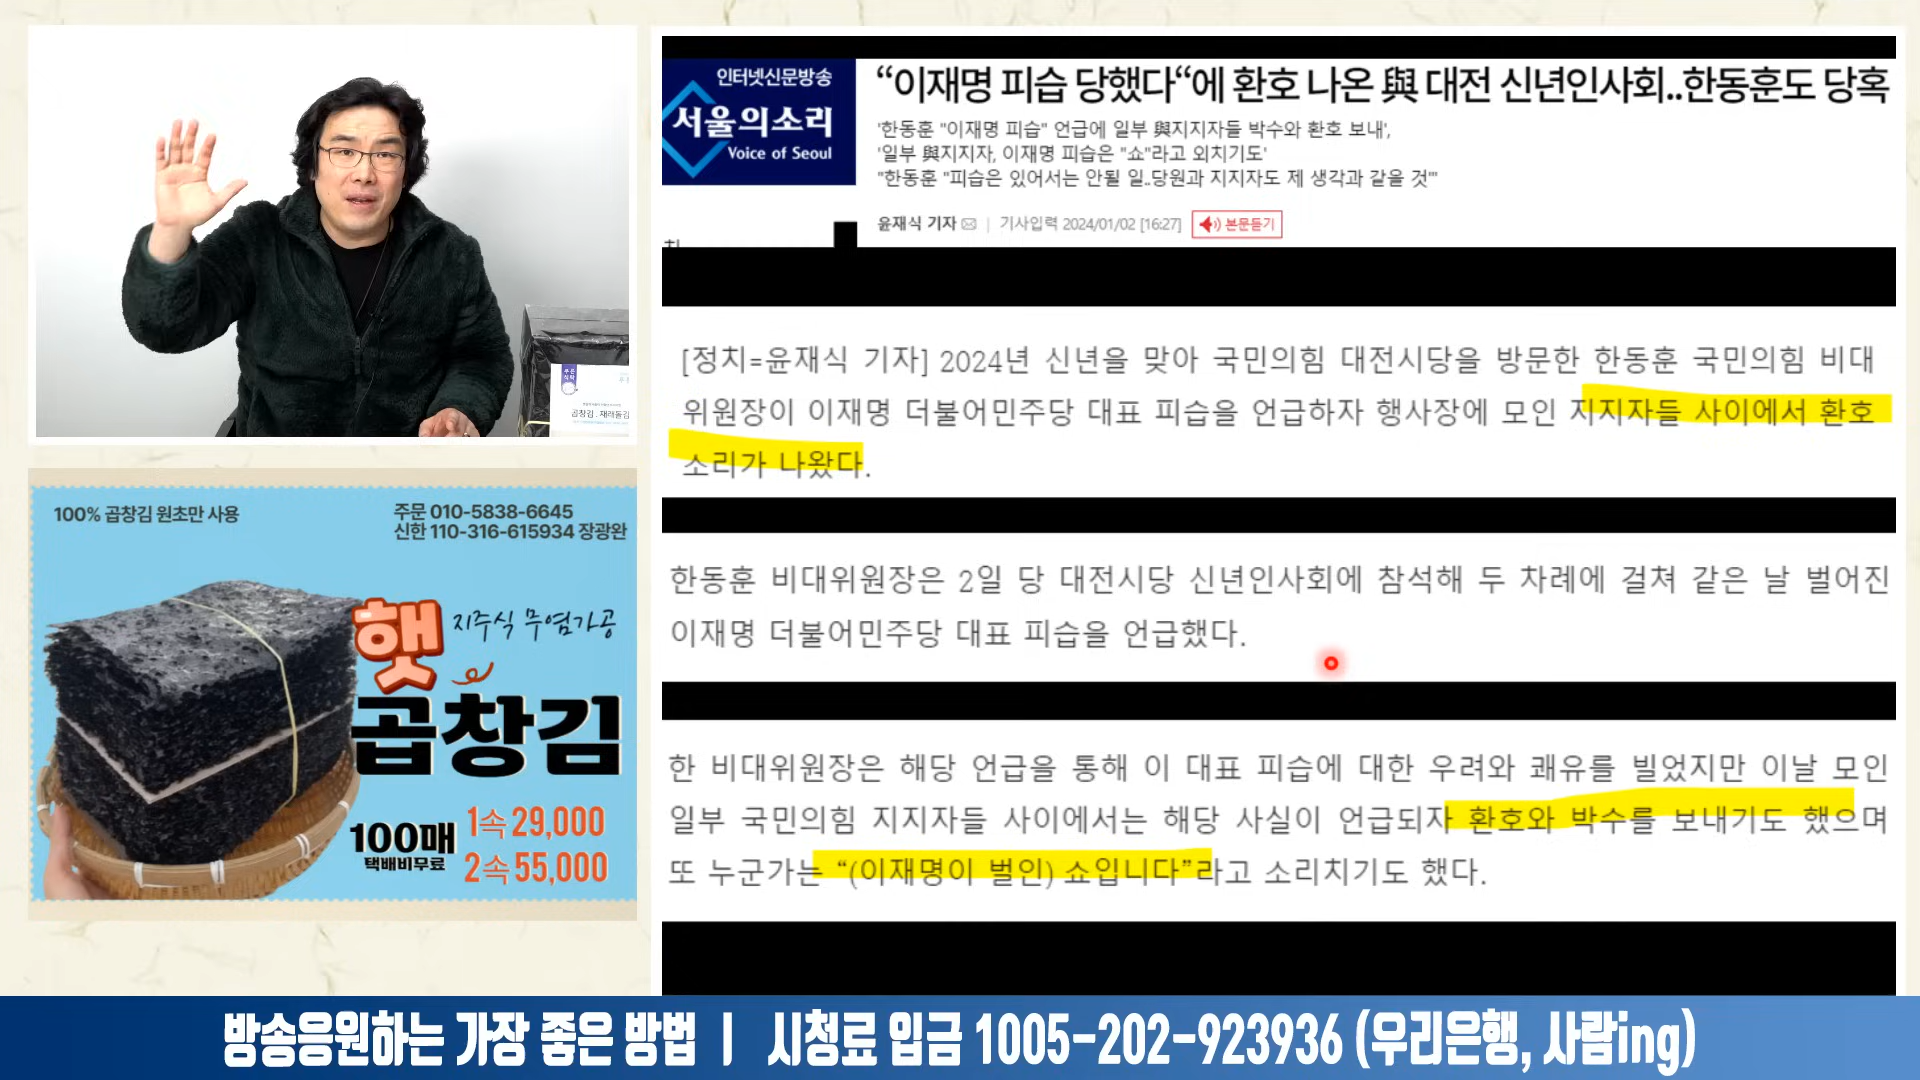 인터넷신문방송
서울의소리
Voice of Seoul
“이재명 피습 당했다“에 환호 나온 與 대전 신년인사회..한동훈도 당혹
'한동훈 "이재명 피습" 언급에 일부 與지지자들 박수와 환호 보내',
'일부 與지지자, 이재명 피습은 "쇼"라고 외치기도'
"한동훈 "피습은 있어서는 안될 일..당원과 지지자도 제 생각과 같을 것""
윤재식 기자 | 기사입력 2024/01/02 [16:27] 본문듣기
[정치=윤재식 기자] 2024년 신년을 맞아 국민의힘 대전시당을 방문한 한동훈 국민의힘 비대
위원장이 이재명 더불어민주당 대표 피습을 언급하자 행사장에 모인 지지자들 사이에서 환호
소리가 나왔다.
한동훈 비대위원장은 2일 당 대전시당 신년인사회에 참석해 두 차례에 걸쳐 같은 날 벌어진
이재명 더불어민주당 대표 피습을 언급했다.
한 비대위원장은 해당 언급을 통해 이 대표 피습에 대한 우려와 쾌유를 빌었지만 이날 모인
일부 국민의힘 지지자들 사이에서는 해당 사실이 언급되자 환호와 박수를 보내기도 했으며
또 누군가는 “(이재명이 벌인) 쇼입니다”라고 소리치기도 했다.
곱창김 . 재래돌김
100% 곱창김 원초만 사용
주문 010-5838-6645
신한 110-316-615934 장광완
햇 지주식 무염가공
곱창김
100매
택배비무료
1속 29,000
2속 55,000
방송응원하는 가장 좋은 방법 | 시청료 입금 1005-202-923936 (우리은행, 사람ing)